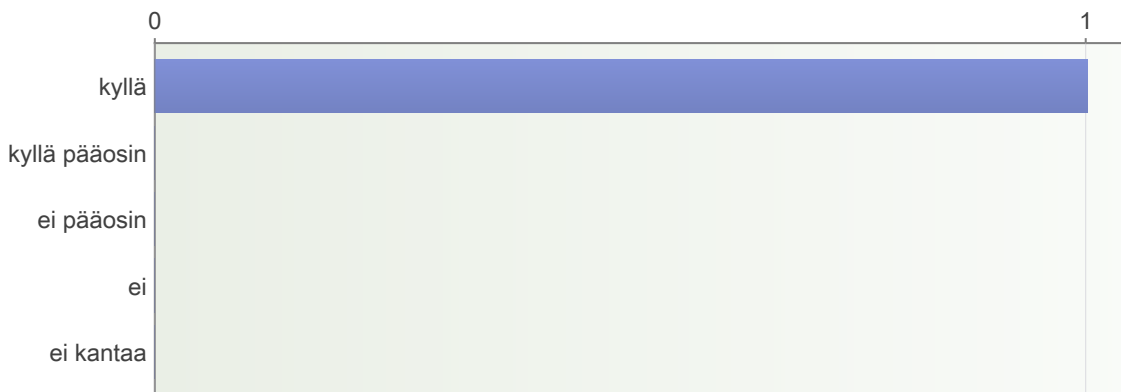 0 1
kyllä
kyllä pääosin
ei pääosin
ei
ei kantaa